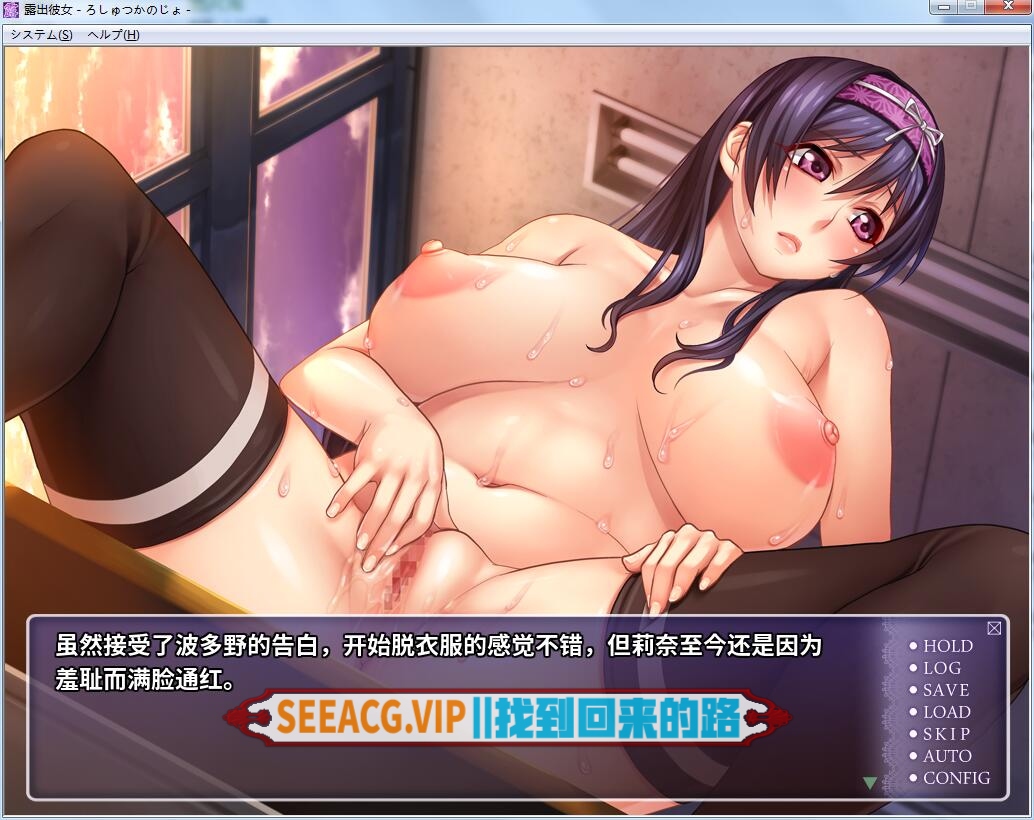 露出彼女 - ろしゅつかのじょ -
システム(S) ヘルプ(H)
虽然接受了波多野的告白，开始脱衣服的感觉不错，但莉奈至今还是因为
羞耻而满脸通红。
SEEACG.VIP||找到回来的路
HOLD
LOG
SAVE
LOAD
SKIP
AUTO
CONFIG